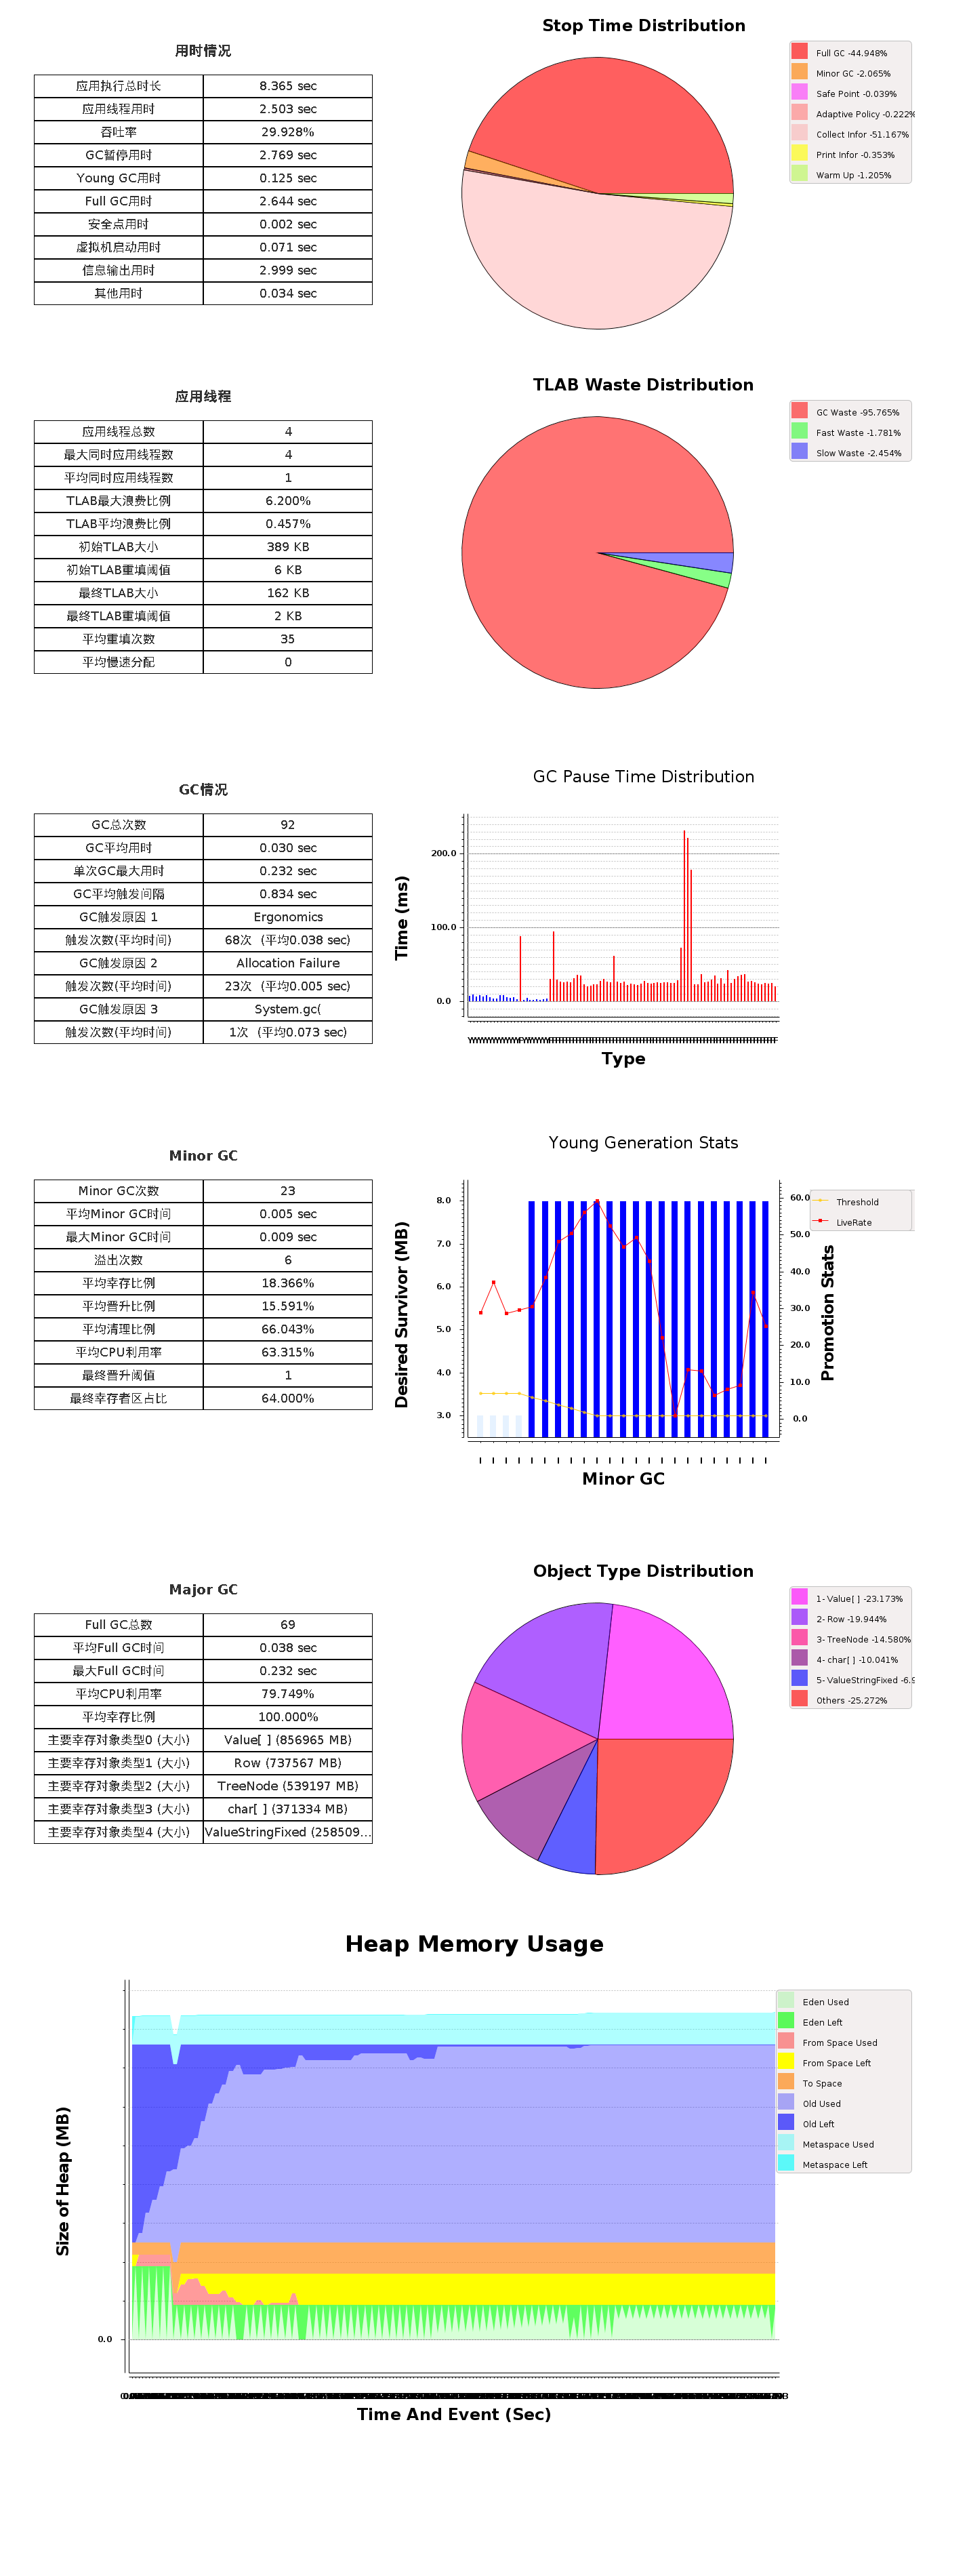 用时情况
应用执行总时长 8.365 sec
应用线程用时 2.503 sec
吞吐率 29.928%
GC暂停用时 2.769 sec
Young GC用时 0.125 sec
Full GC用时 2.644 sec
安全点用时 0.002 sec
虚拟机启动用时 0.071 sec
信息输出用时 2.999 sec
其他用时 0.034 sec
Stop Time Distribution
Full GC -44.948%
Minor GC -2.065%
Safe Point -0.039%
Adaptive Policy -0.222%
Collect Infor -51.167%
Print Infor -0.353%
Warm Up -1.205%
应用线程
应用线程总数 4
最大同时应用线程数 4
平均同时应用线程数 1
TLAB最大浪费比例 6.200%
TLAB平均浪费比例 0.457%
初始TLAB大小 389 KB
初始TLAB重填阈值 6 KB
最终TLAB大小 162 KB
最终TLAB重填阈值 2 KB
平均重填次数 35
平均慢速分配 0
TLAB Waste Distribution
GC Waste -95.765%
Fast Waste -1.781%
Slow Waste -2.454%
GC情况
GC总次数 92
GC平均用时 0.030 sec
单次GC最大用时 0.232 sec
GC平均触发间隔 0.834 sec
GC触发原因 1 Ergonomics
触发次数(平均时间) 68次 (平均0.038 sec)
GC触发原因 2 Allocation Failure
触发次数(平均时间) 23次 (平均0.005 sec)
GC触发原因 3 System.gc(
触发次数(平均时间) 1次 (平均0.073 sec)
GC Pause Time Distribution
Time (ms)
200.0
100.0
0.0
Type
Minor GC
Minor GC次数 23
平均Minor GC时间 0.005 sec
最大Minor GC时间 0.009 sec
溢出次数 6
平均幸存比例 18.366%
平均晋升比例 15.591%
平均清理比例 66.043%
平均CPU利用率 63.315%
最终晋升阈值 1
最终幸存者区占比 64.000%
Young Generation Stats
Desired Survivor (MB)
8.0
7.0
6.0
5.0
4.0
3.0
60.0
50.0
40.0
30.0
20.0
10.0
0.0
Promotion Stats
Threshold
LiveRate
Minor GC
Major GC
Full GC总数 69
平均Full GC时间 0.038 sec
最大Full GC时间 0.232 sec
平均CPU利用率 79.749%
平均幸存比例 100.000%
主要幸存对象类型0 (大小) Value[ ] (856965 MB)
主要幸存对象类型1 (大小) Row (737567 MB)
主要幸存对象类型2 (大小) TreeNode (539197 MB)
主要幸存对象类型3 (大小) char[ ] (371334 MB)
主要幸存对象类型4 (大小) ValueStringFixed (258509...
Object Type Distribution
1- Value[ ] -23.173%
2- Row -19.944%
3- TreeNode -14.580%
4- char[ ] -10.041%
5- ValueStringFixed -6.9
Others -25.272%
Heap Memory Usage
Size of Heap (MB)
0.0
Eden Used
Eden Left
From Space Used
From Space Left
To Space
Old Used
Old Left
Metaspace Used
Metaspace Left
Time And Event (Sec)